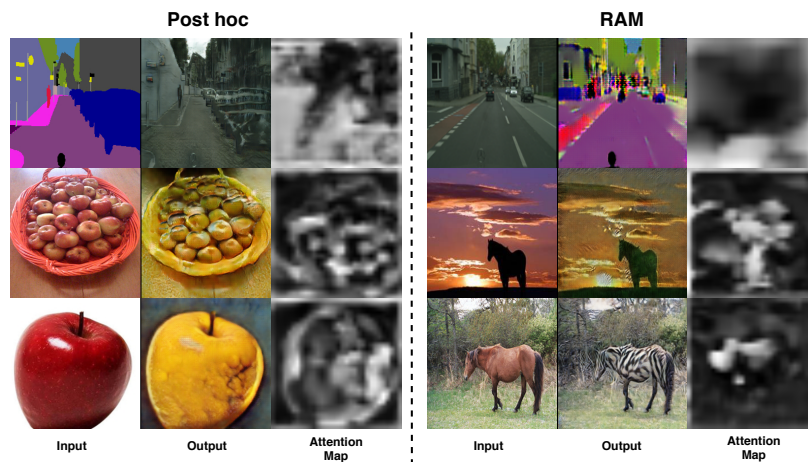 Post hoc
RAM
Input
Output
Attention
Map
Input
Output
Attention
Map